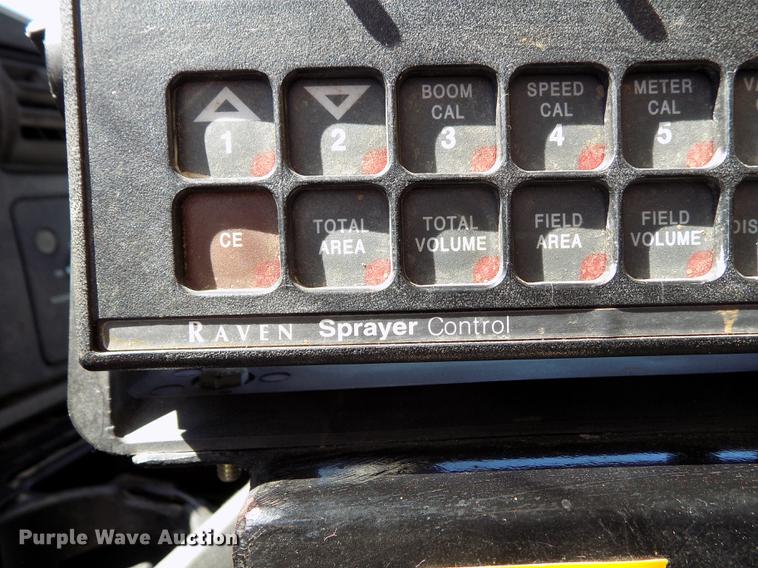 1
2
BOOM
CAL
3
SPEED
CAL
4
METER
CAL
5
CE
TOTAL
AREA
TOTAL
VOLUME
FIELD
AREA
FIELD
VOLUME
RAVEN Sprayer Control
Purple Wave Auction